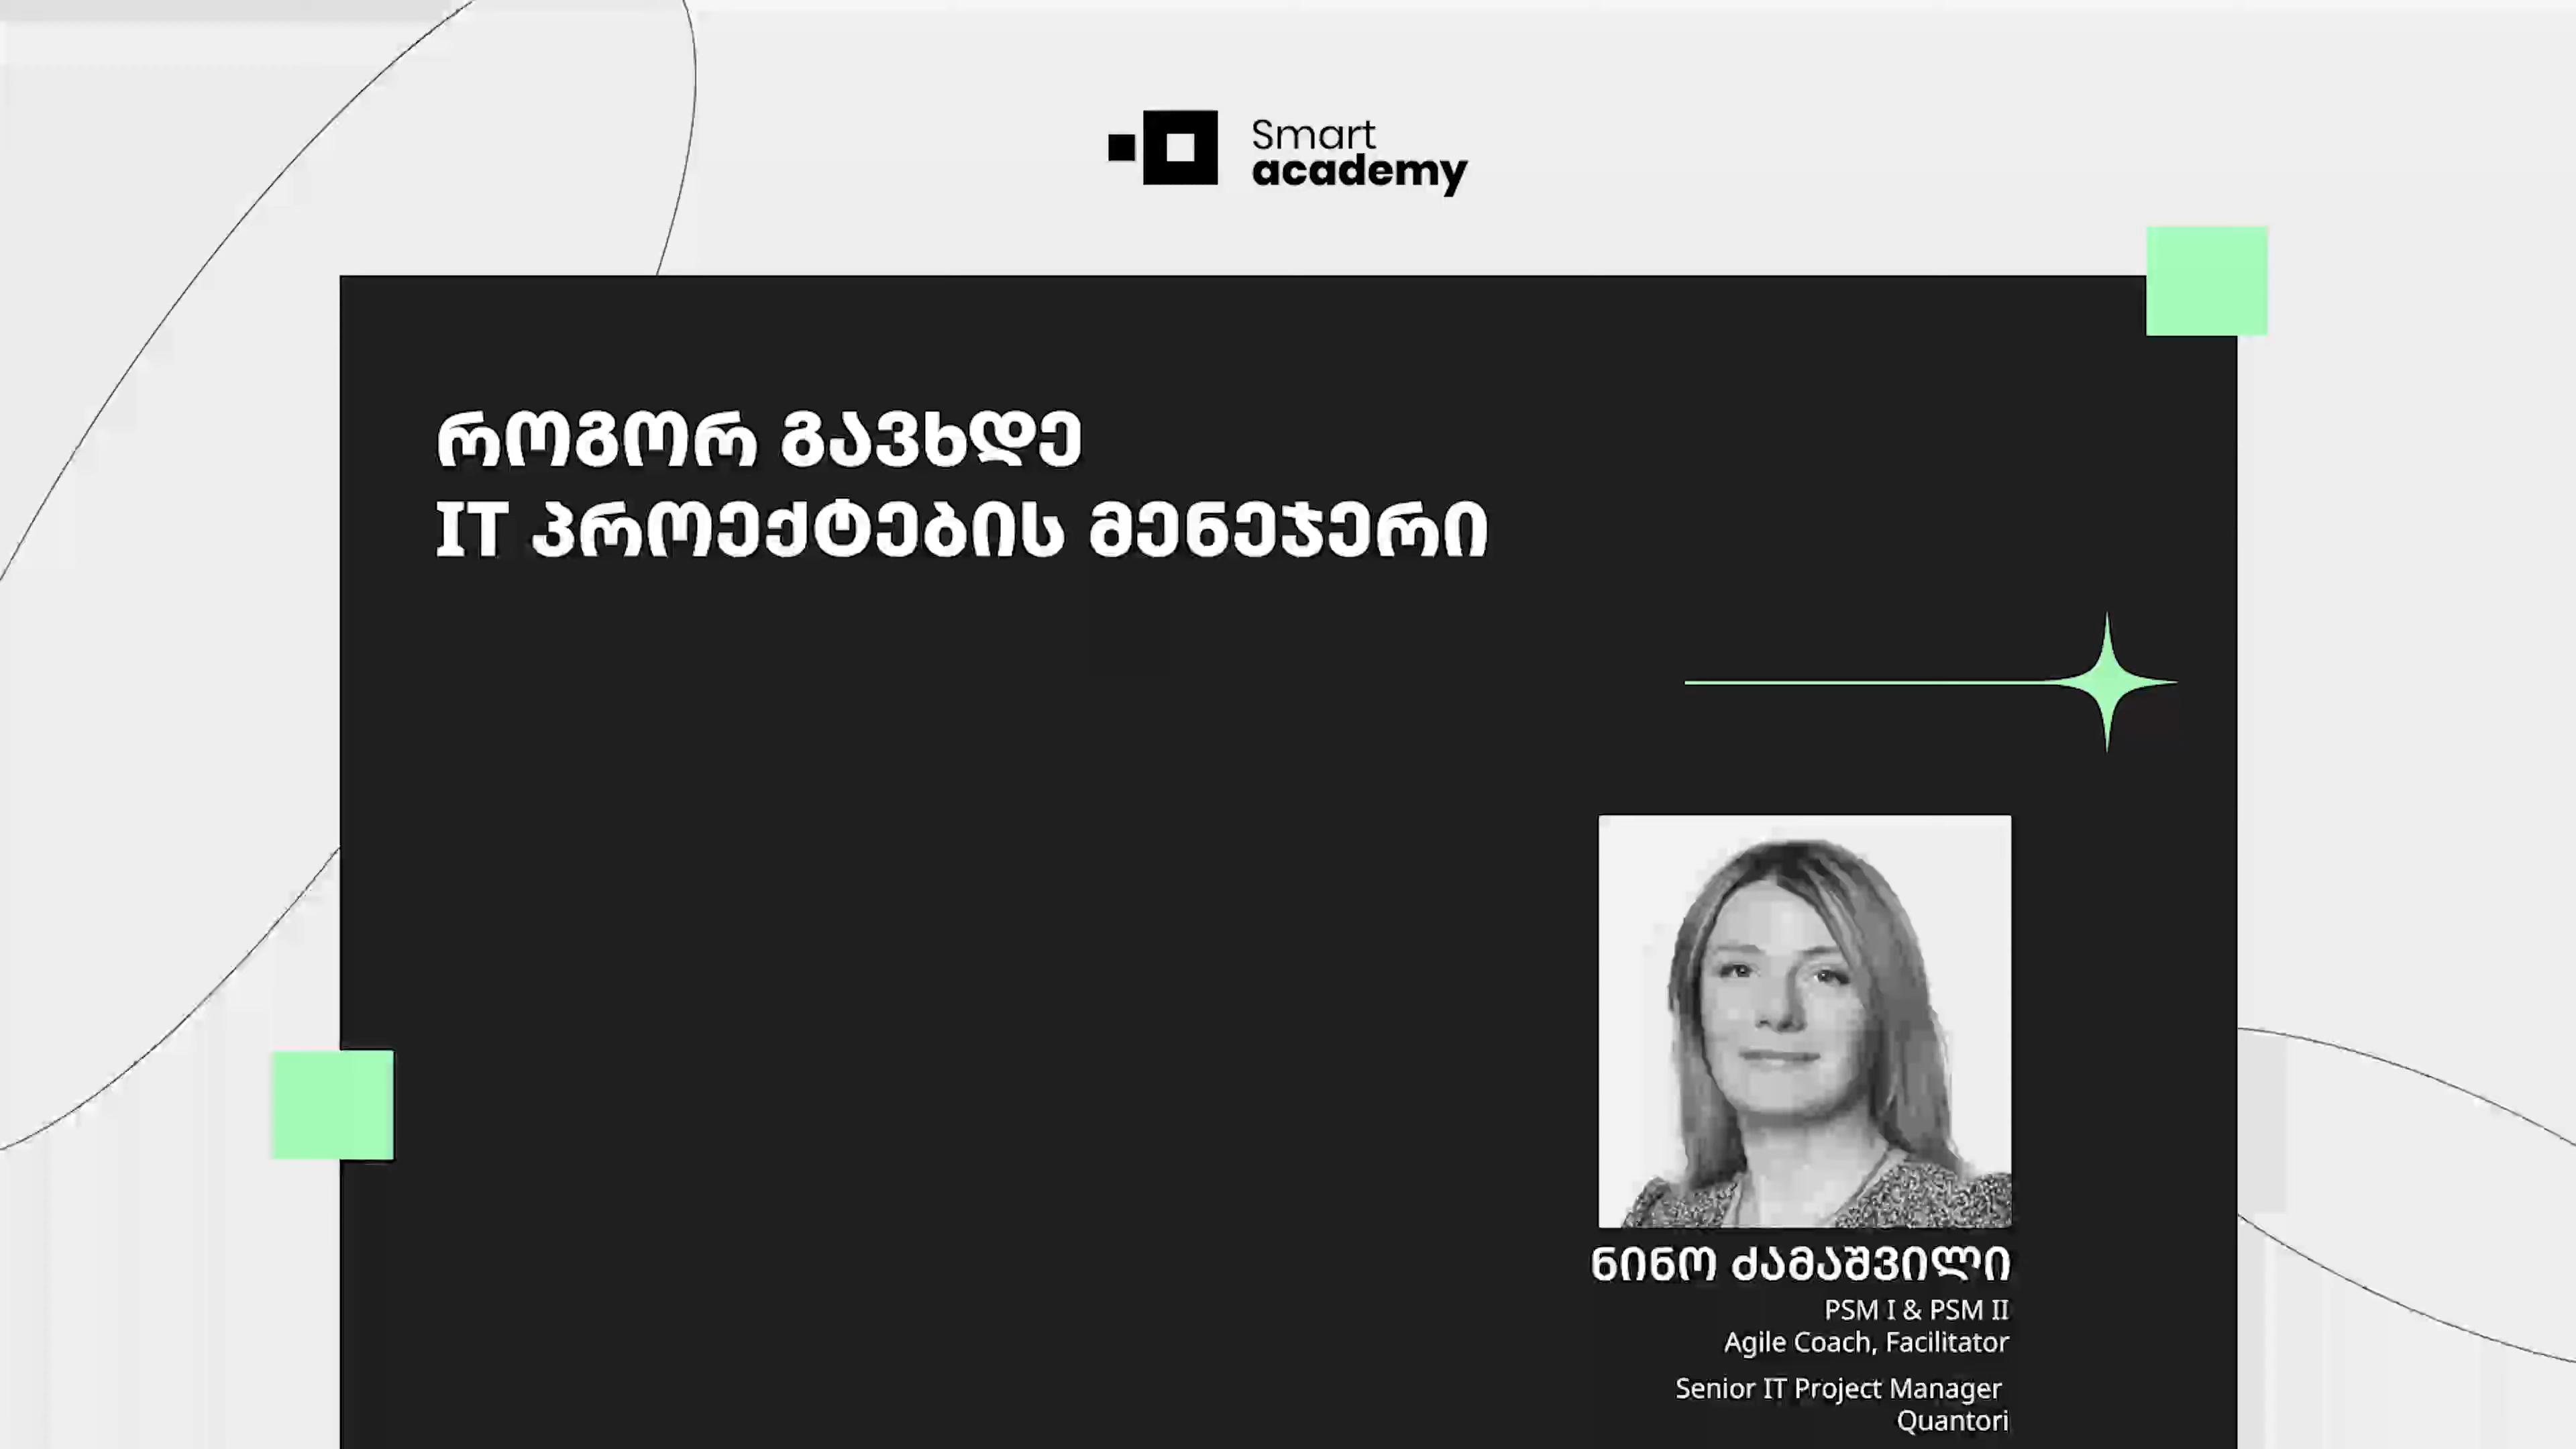 Smart
academy
როგორ გავხდე
IT პროექტების მენეჯერი
ნინო ძამაშვილი
PSM I & PSM II
Agile Coach, Facilitator
Senior IT Project Manager
Quantori